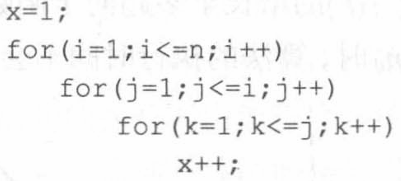 x=1;
for(i=1;i<=n;i++)
for(j=1;j<=i;j++)
for(k=1;k<=j;k++)
x++;